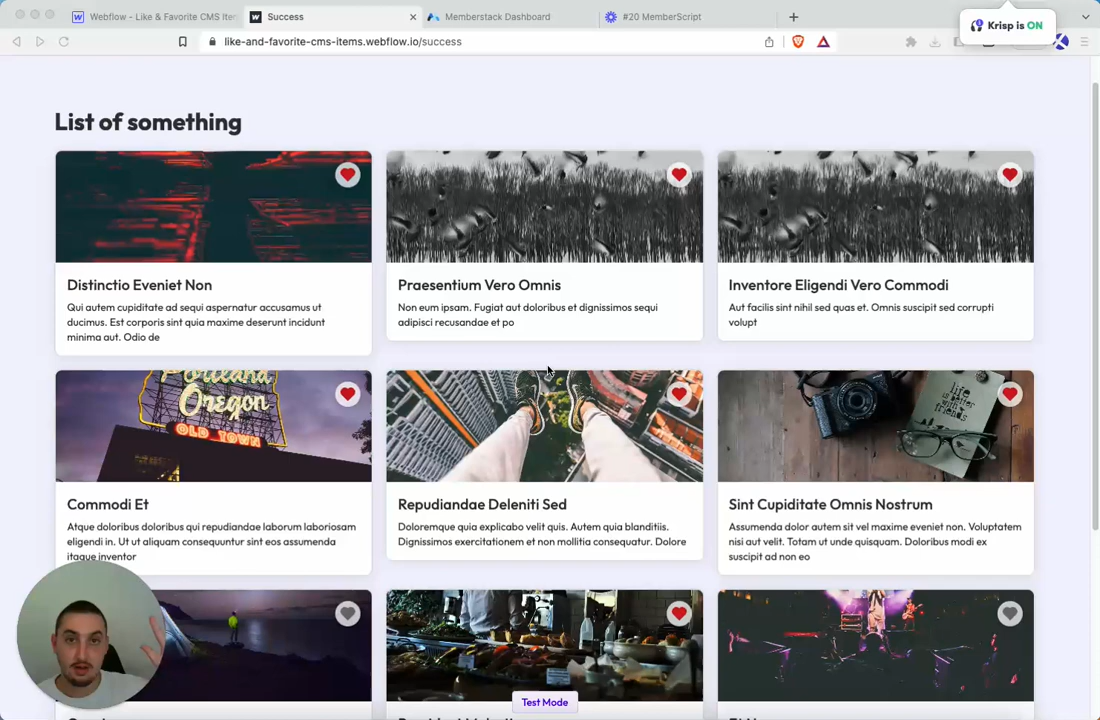 Webflow - Like & Favorite CMS Iter
Success
Memberstack Dashboard
#20 MemberScript
Krisp is ON
like-and-favorite-cms-items.webflow.io/success
List of something
Distinctio Eveniet Non
Qui autem cupiditate ad sequi aspernatur accusamus ut
ducimus. Est corporis sint quia maxime deserunt incidunt
minima aut. Odio de
Praesentium Vero Omnis
Non eum ipsam. Fugiat aut doloribus et dignissimos sequi
adipisci recusandae et po
Inventore Eligendi Vero Commodi
Aut facilis sint nihil sed quas et. Omnis suscipit sed corrupti
volupt
Portland
Oregon
OLD TOWN
life
is better
with
friends
Commodi Et
Atque doloribus doloribus qui repudiandae laborum laboriosam
eligendi in. Ut ut aliquam consequuntur sint eos assumenda
itaque inventor
Repudiandae Deleniti Sed
Doloremque quia explicabo velit quis. Autem quia blanditiis.
Dignissimos exercitationem et non mollitia consequatur. Dolore
Sint Cupiditate Omnis Nostrum
Assumenda dolor autem sit vel maxime eveniet non. Voluptatem
nisi aut velit. Totam ut unde quisquam. Doloribus modi ex
suscipit ad non eo
Test Mode